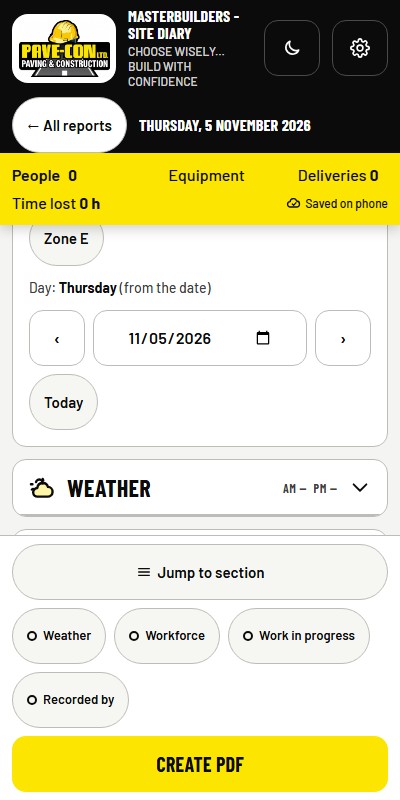 PAVE-CON LTD.
PAVING & CONSTRUCTION
MASTERBUILDERS -
SITE DIARY
CHOOSE WISELY...
BUILD WITH
CONFIDENCE
← All reports
THURSDAY, 5 NOVEMBER 2026
People 0
Equipment
Deliveries 0
Time lost 0 h
Saved on phone
Zone E
Day: Thursday (from the date)
‹
11/05/2026
›
Today
WEATHER
AM – PM –
Jump to section
Weather
Workforce
Work in progress
Recorded by
CREATE PDF